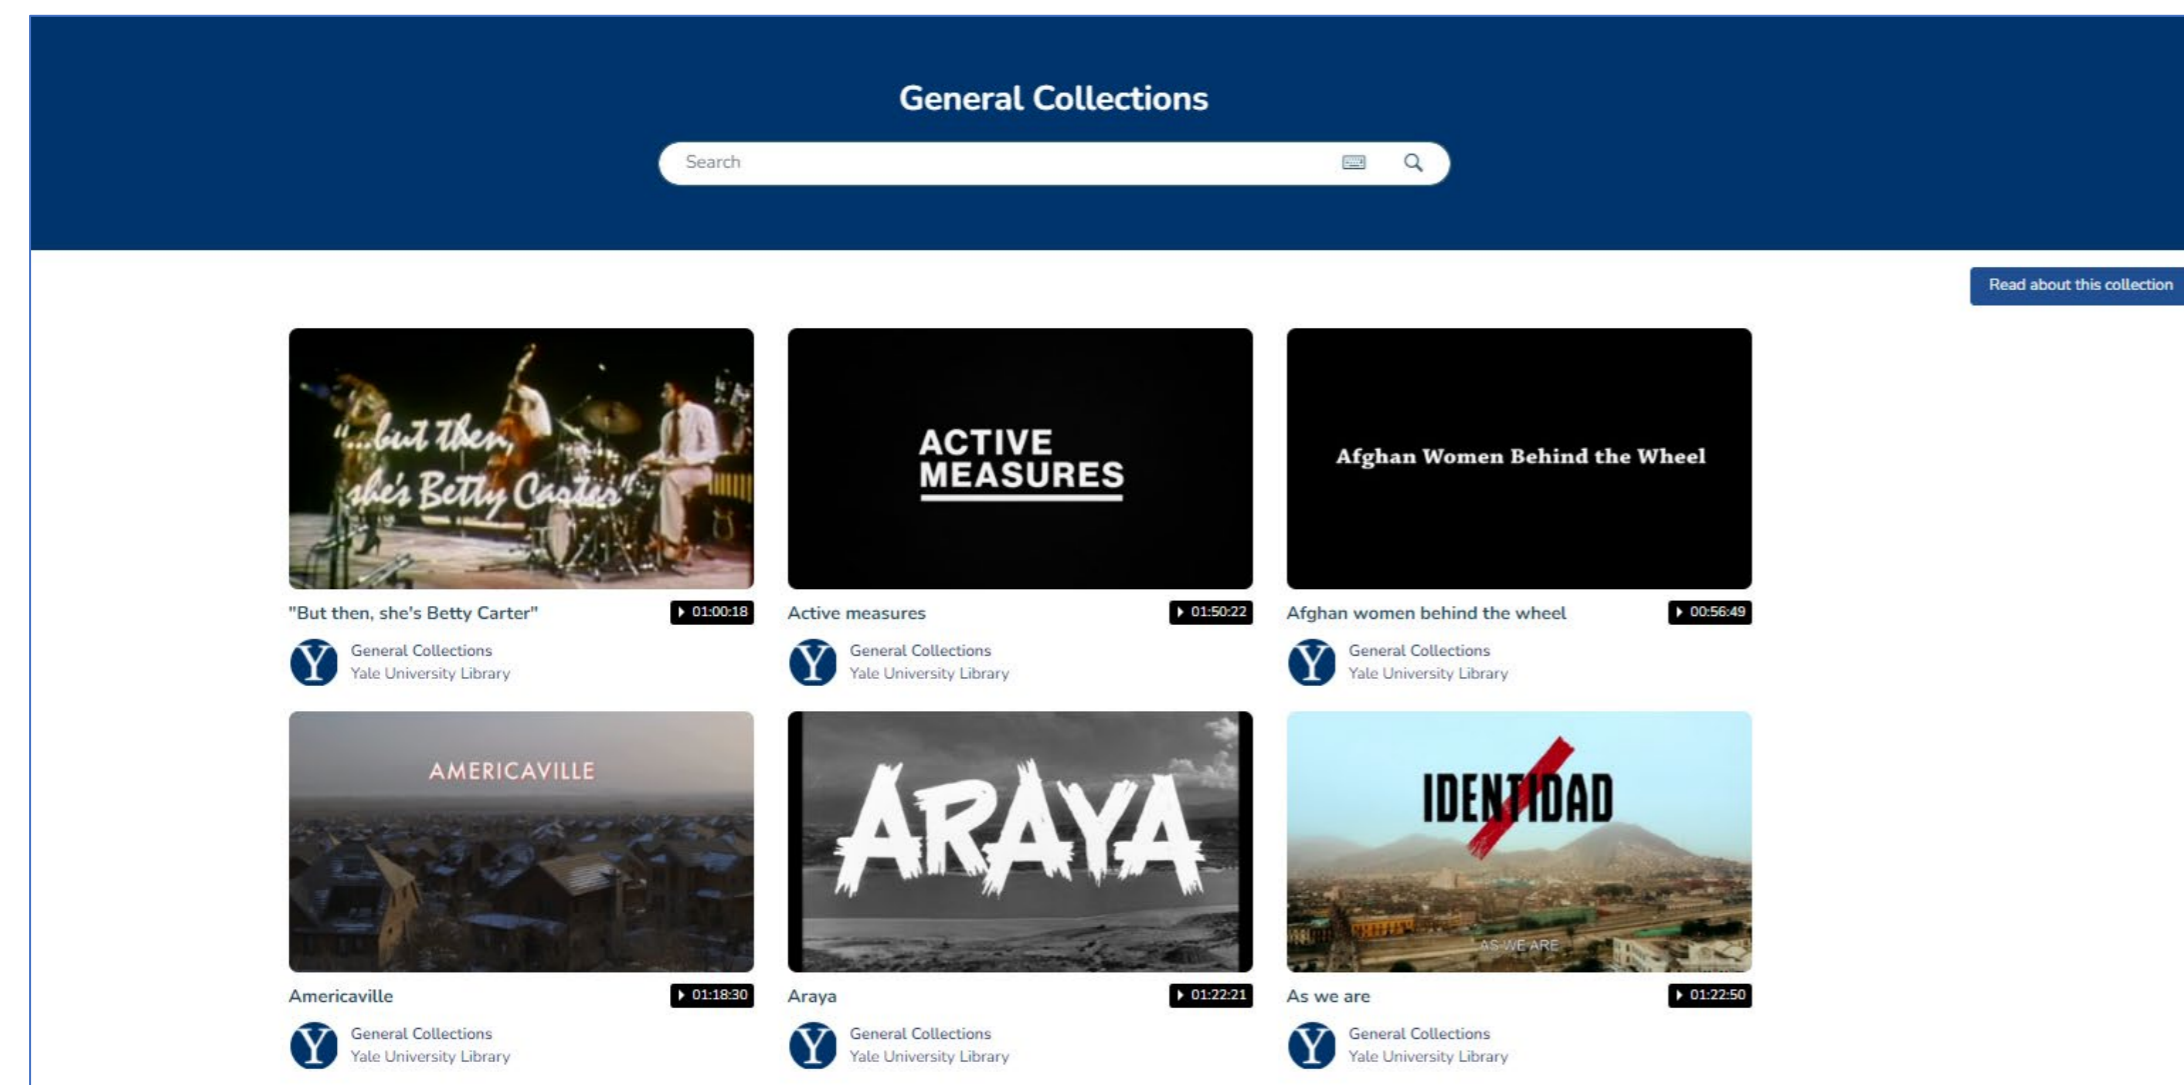 General Collections
Search
Read about this collection
"...but then,
she's Betty Carter"
ACTIVE
MEASURES
Afghan Women Behind the Wheel
"But then, she's Betty Carter" 01:00:18
Active measures 01:50:22
Afghan women behind the wheel 00:56:49
Y General Collections
Yale University Library
Y General Collections
Yale University Library
Y General Collections
Yale University Library
AMERICAVILLE
ARAYA
IDENTIDAD
AS WE ARE
Americaville 01:18:30
Araya 01:22:21
As we are 01:22:50
Y General Collections
Yale University Library
Y General Collections
Yale University Library
Y General Collections
Yale University Library